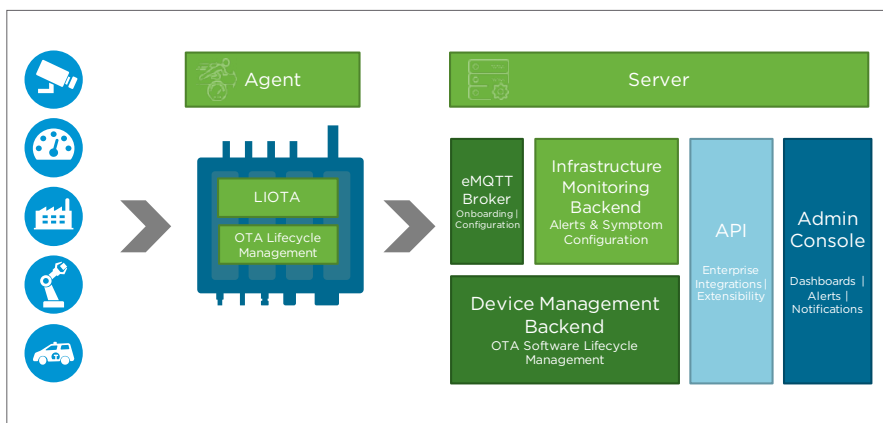 Agent
Server
LIOTA
OTA Lifecycle
Management
eMQTT
Broker
Onboarding |
Configuration
Infrastructure
Monitoring
Backend
Alerts & Symptom
Configuration
Device Management
Backend
OTA Software Lifecycle
Management
API
Enterprise
Integrations |
Extensibility
Admin
Console
Dashboards |
Alerts |
Notifications